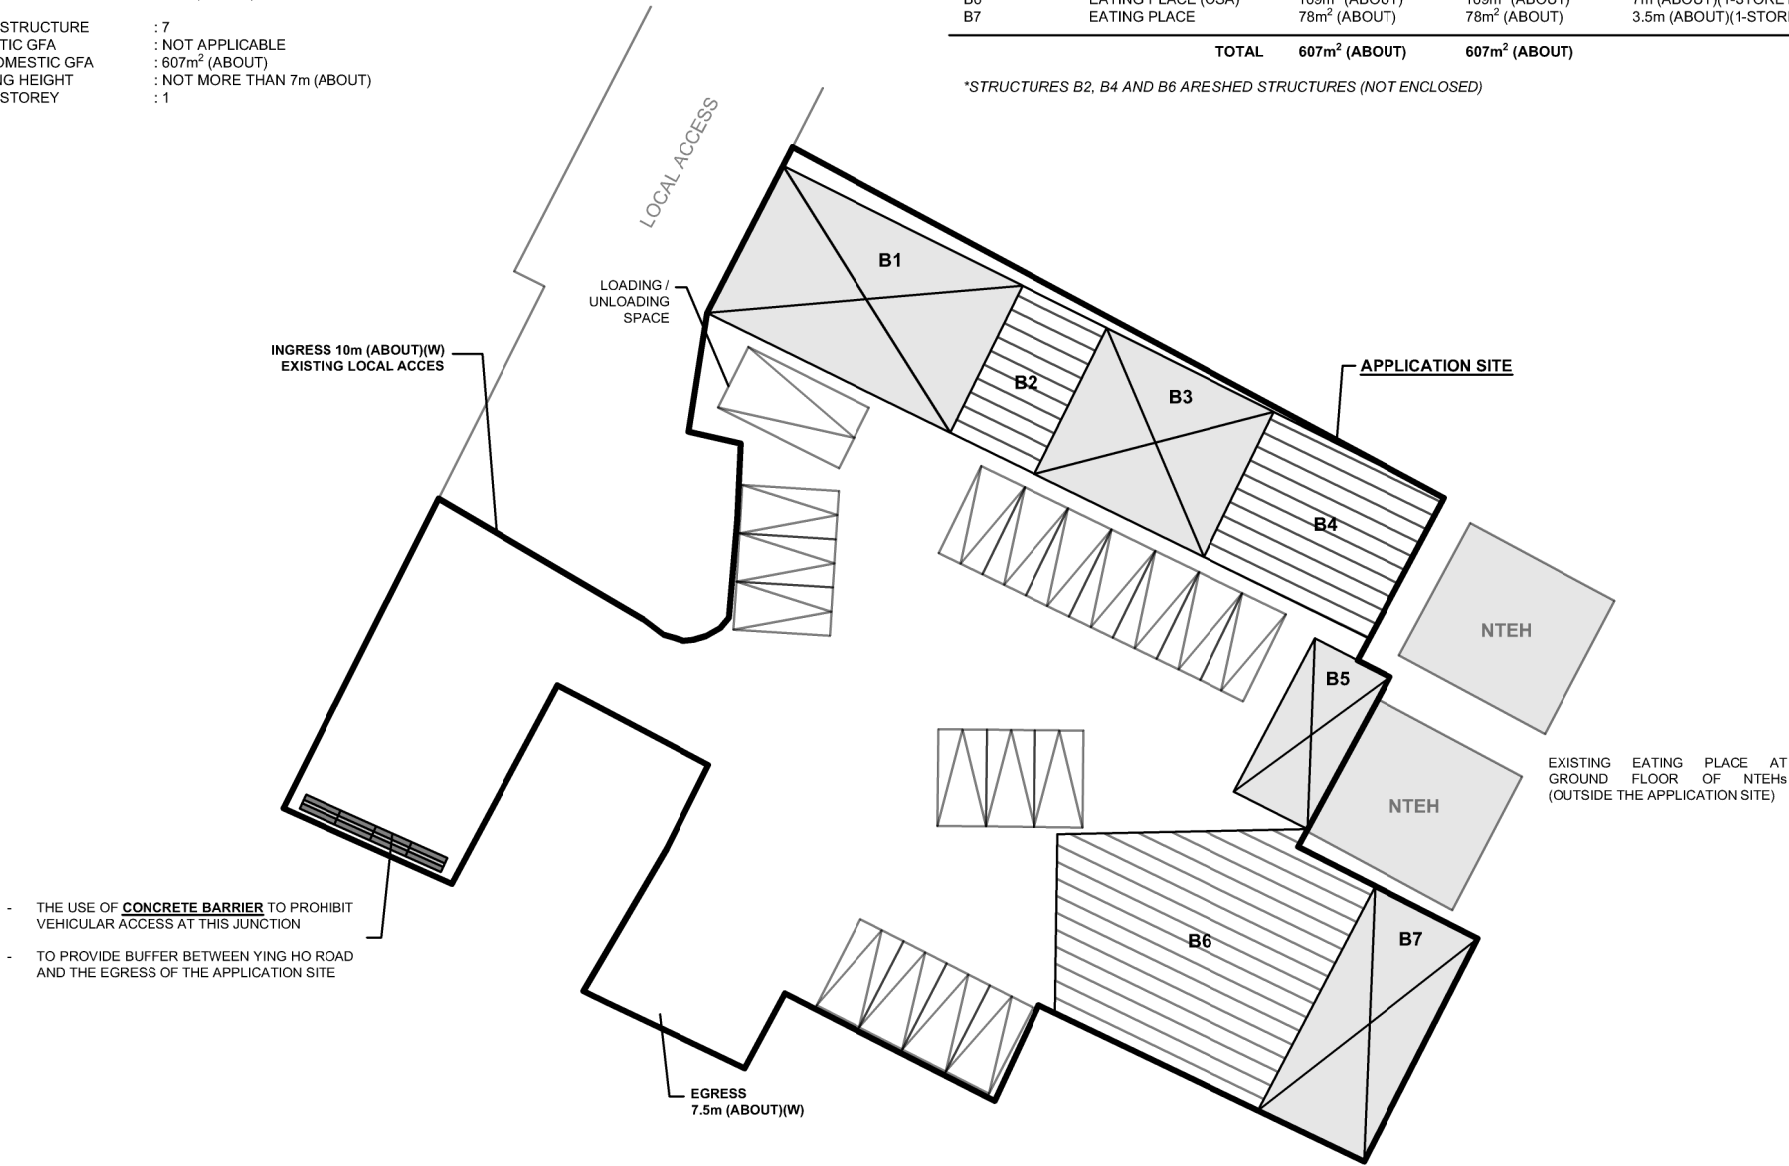 STRUCTURE : 7
TIC GFA : NOT APPLICABLE
OMESTIC GFA : 607m² (ABOUT)
NG HEIGHT : NOT MORE THAN 7m (ABOUT)
STOREY : 1
B7 EATING PLACE 78m² (ABOUT) 78m² (ABOUT) 3.5m (ABOUT)(1-STOR
TOTAL 607m² (ABOUT) 607m² (ABOUT)
*STRUCTURES B2, B4 AND B6 ARESHED STRUCTURES (NOT ENCLOSED)
LOCAL ACCESS
B1
LOADING /
UNLOADING
SPACE
INGRESS 10m (ABOUT)(W)
EXISTING LOCAL ACCES
APPLICATION SITE
B2
B3
B4
NTEH
B5
EXISTING EATING PLACE AT
GROUND FLOOR OF NTEHs
(OUTSIDE THE APPLICATION SITE)
NTEH
- THE USE OF CONCRETE BARRIER TO PROHIBIT
VEHICULAR ACCESS AT THIS JUNCTION
- TO PROVIDE BUFFER BETWEEN YING HO ROAD
AND THE EGRESS OF THE APPLICATION SITE
B6
B7
EGRESS
7.5m (ABOUT)(W)